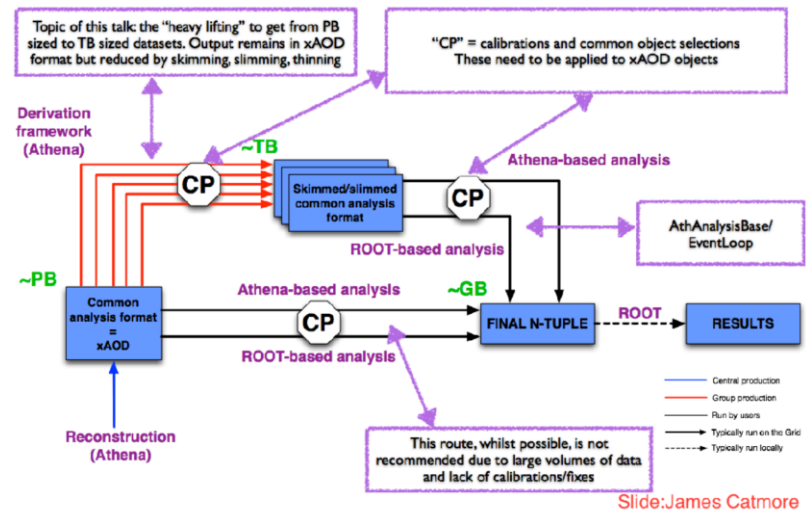 Topic of this talk: the "heavy lifting" to get from PB
sized to TB sized datasets. Output remains in xAOD
format but reduced by skimming, slimming, thinning
"CP" = calibrations and common object selections
These need to be applied to xAOD objects
Derivation
framework
(Athena)
~TB
CP
Skimmed/slimmed
common analysis
format
CP
Athena-based analysis
ROOT-based analysis
AthAnalysisBase/
EventLoop
~PB
Common
analysis format
=
xAOD
Athena-based analysis
CP
ROOT-based analysis
~GB
FINAL N-TUPLE
ROOT
RESULTS
Reconstruction
(Athena)
This route, whilst possible, is not
recommended due to large volumes of data
and lack of calibrations/fixes
Central production
Group production
Run by users
Typically run on the Grid
Typically run locally
Slide:James Catmore